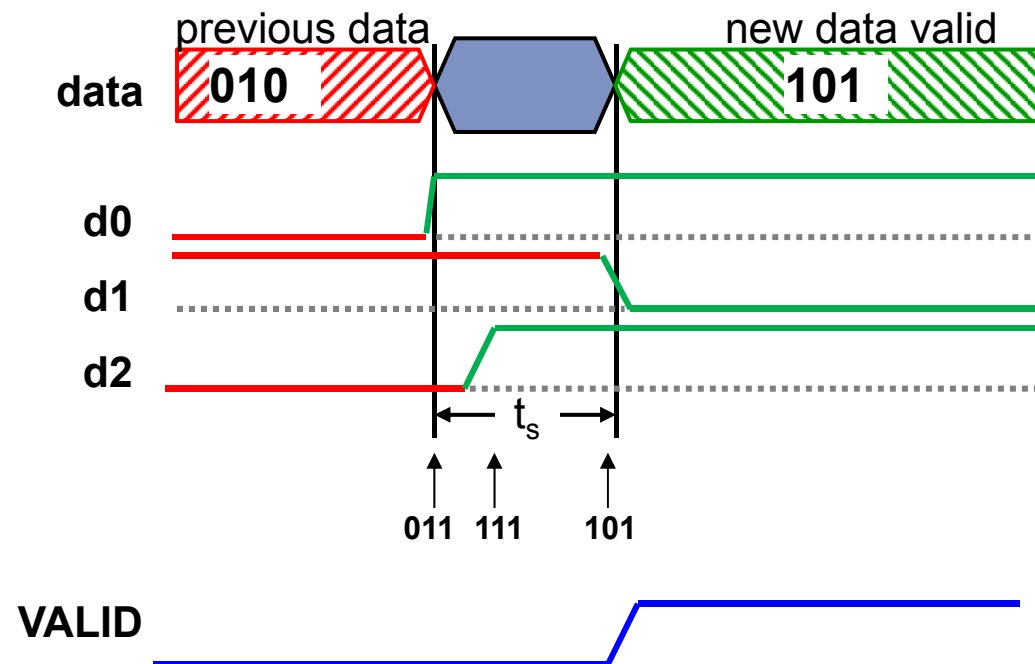 previous data
new data valid
data
010
101
d0
d1
d2
ts
011
111
101
VALID